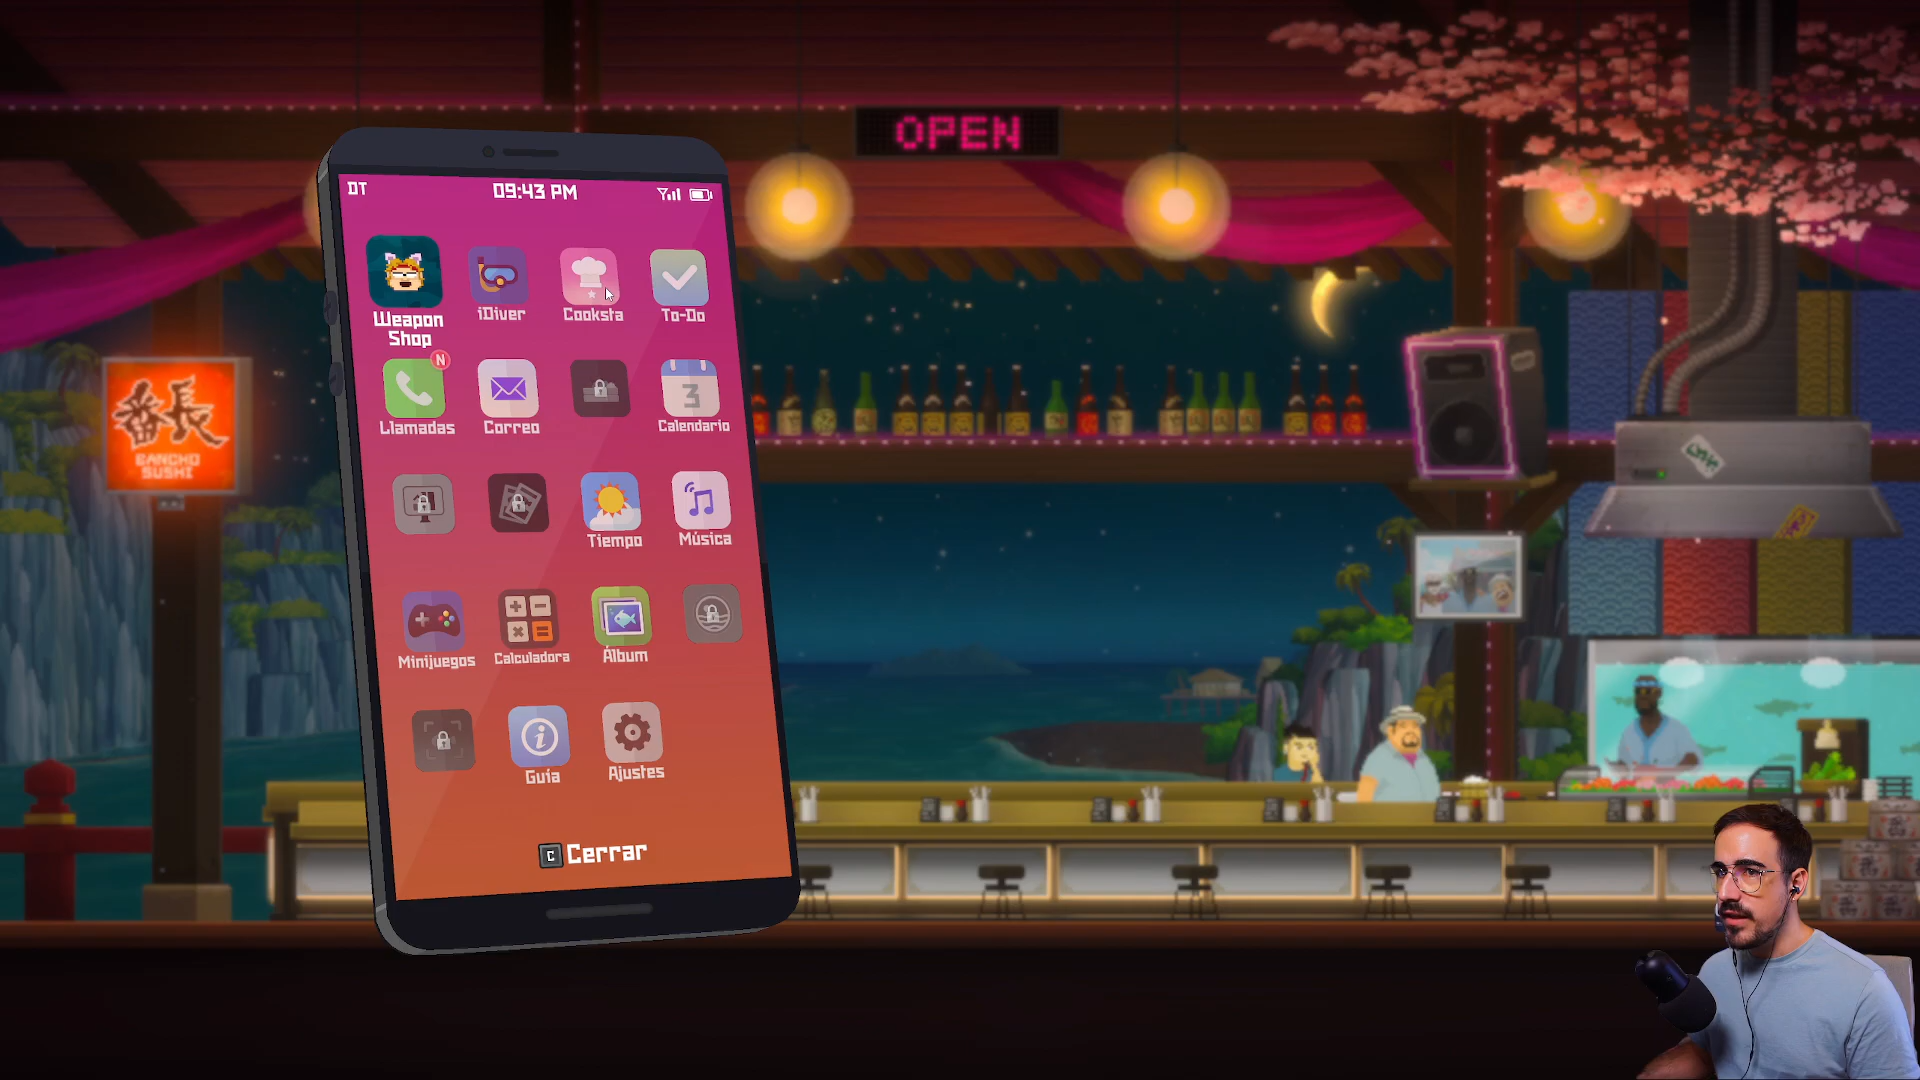 OPEN
DT
09:43 PM
Weapon
Shop
iDiver
Cooksta
To-Do
N
Llamadas
Correo
3
Calendario
Tiempo
Música
Minijuegos
Calculadora
Álbum
Guía
Ajustes
C Cerrar
番長
BANCHO
SUSHI